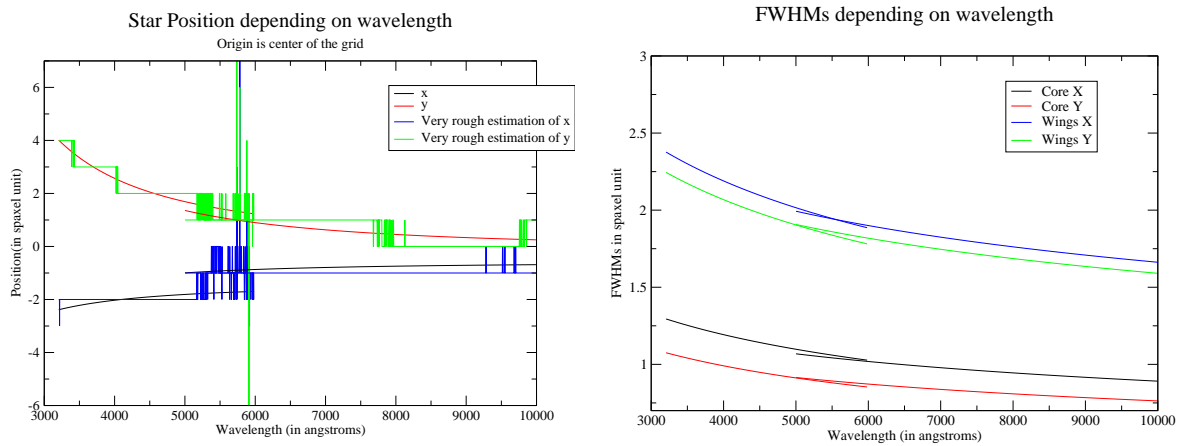 Star Position depending on wavelength
Origin is center of the grid
6
4
2
0
-2
-4
-6
Position(in spaxel unit)
x
y
Very rough estimation of x
Very rough estimation of y
3000 4000 5000 6000 7000 8000 9000 10000
Wavelength (in angstroms)
FWHMs depending on wavelength
3
2.5
2
1.5
1
FWHMs in spaxel unit
Core X
Core Y
Wings X
Wings Y
4000 5000 6000 7000 8000 9000 10000
Wavelength (in angstroms)